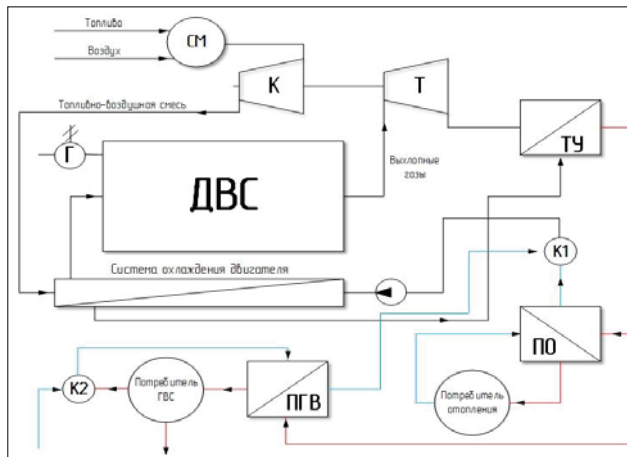 Топливо
Воздух
СМ
К
Т
Топливно-воздушная смесь
ТУ
Г
ДВС
Выхлопные
газы
К1
Система охлаждения двигателя
ПО
К2
Потребитель
ГВС
ПГВ
Потребитель
отопления